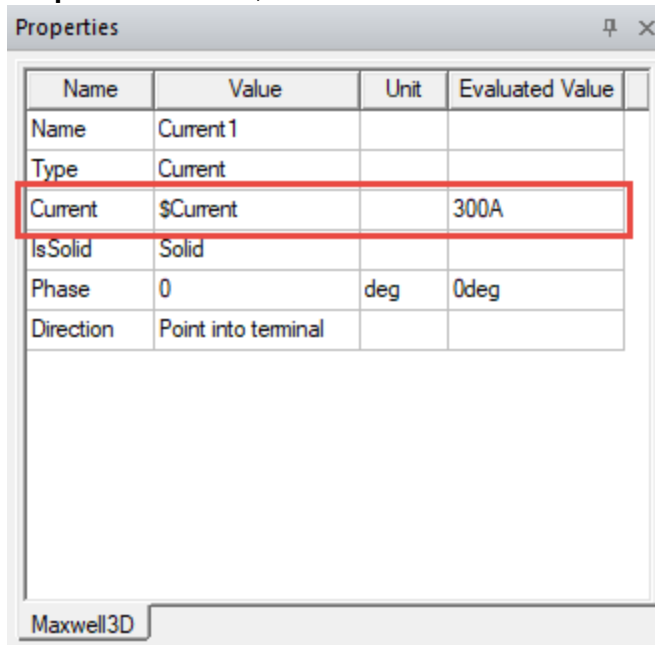 Properties
Name Value Unit Evaluated Value
Name Current1
Type Current
Current $Current 300A
IsSolid Solid
Phase 0 deg 0deg
Direction Point into terminal
Maxwell3D